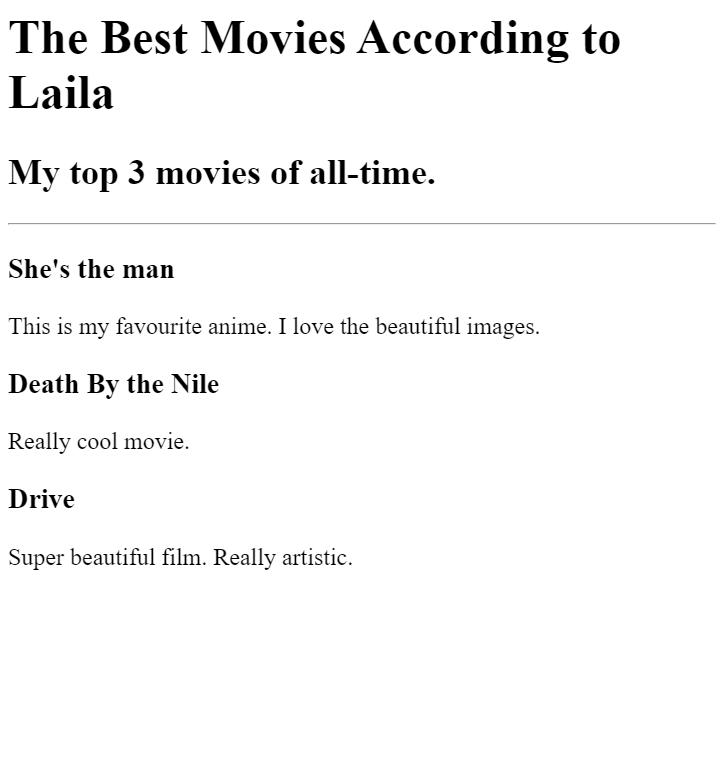 The Best Movies According to
Laila
My top 3 movies of all-time.
She's the man
This is my favourite anime. I love the beautiful images.
Death By the Nile
Really cool movie.
Drive
Super beautiful film. Really artistic.